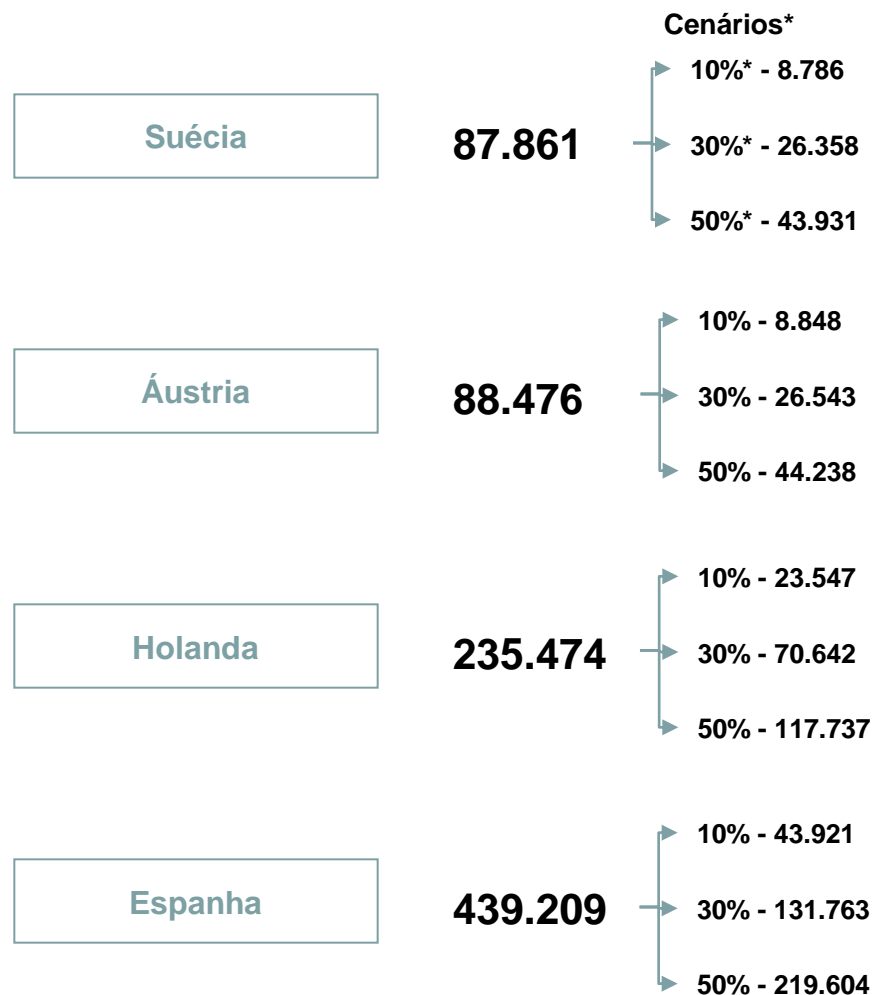 Cenários*
Suécia
87.861
10%* - 8.786
30%* - 26.358
50%* - 43.931
Áustria
88.476
10% - 8.848
30% - 26.543
50% - 44.238
Holanda
235.474
10% - 23.547
30% - 70.642
50% - 117.737
Espanha
439.209
10% - 43.921
30% - 131.763
50% - 219.604